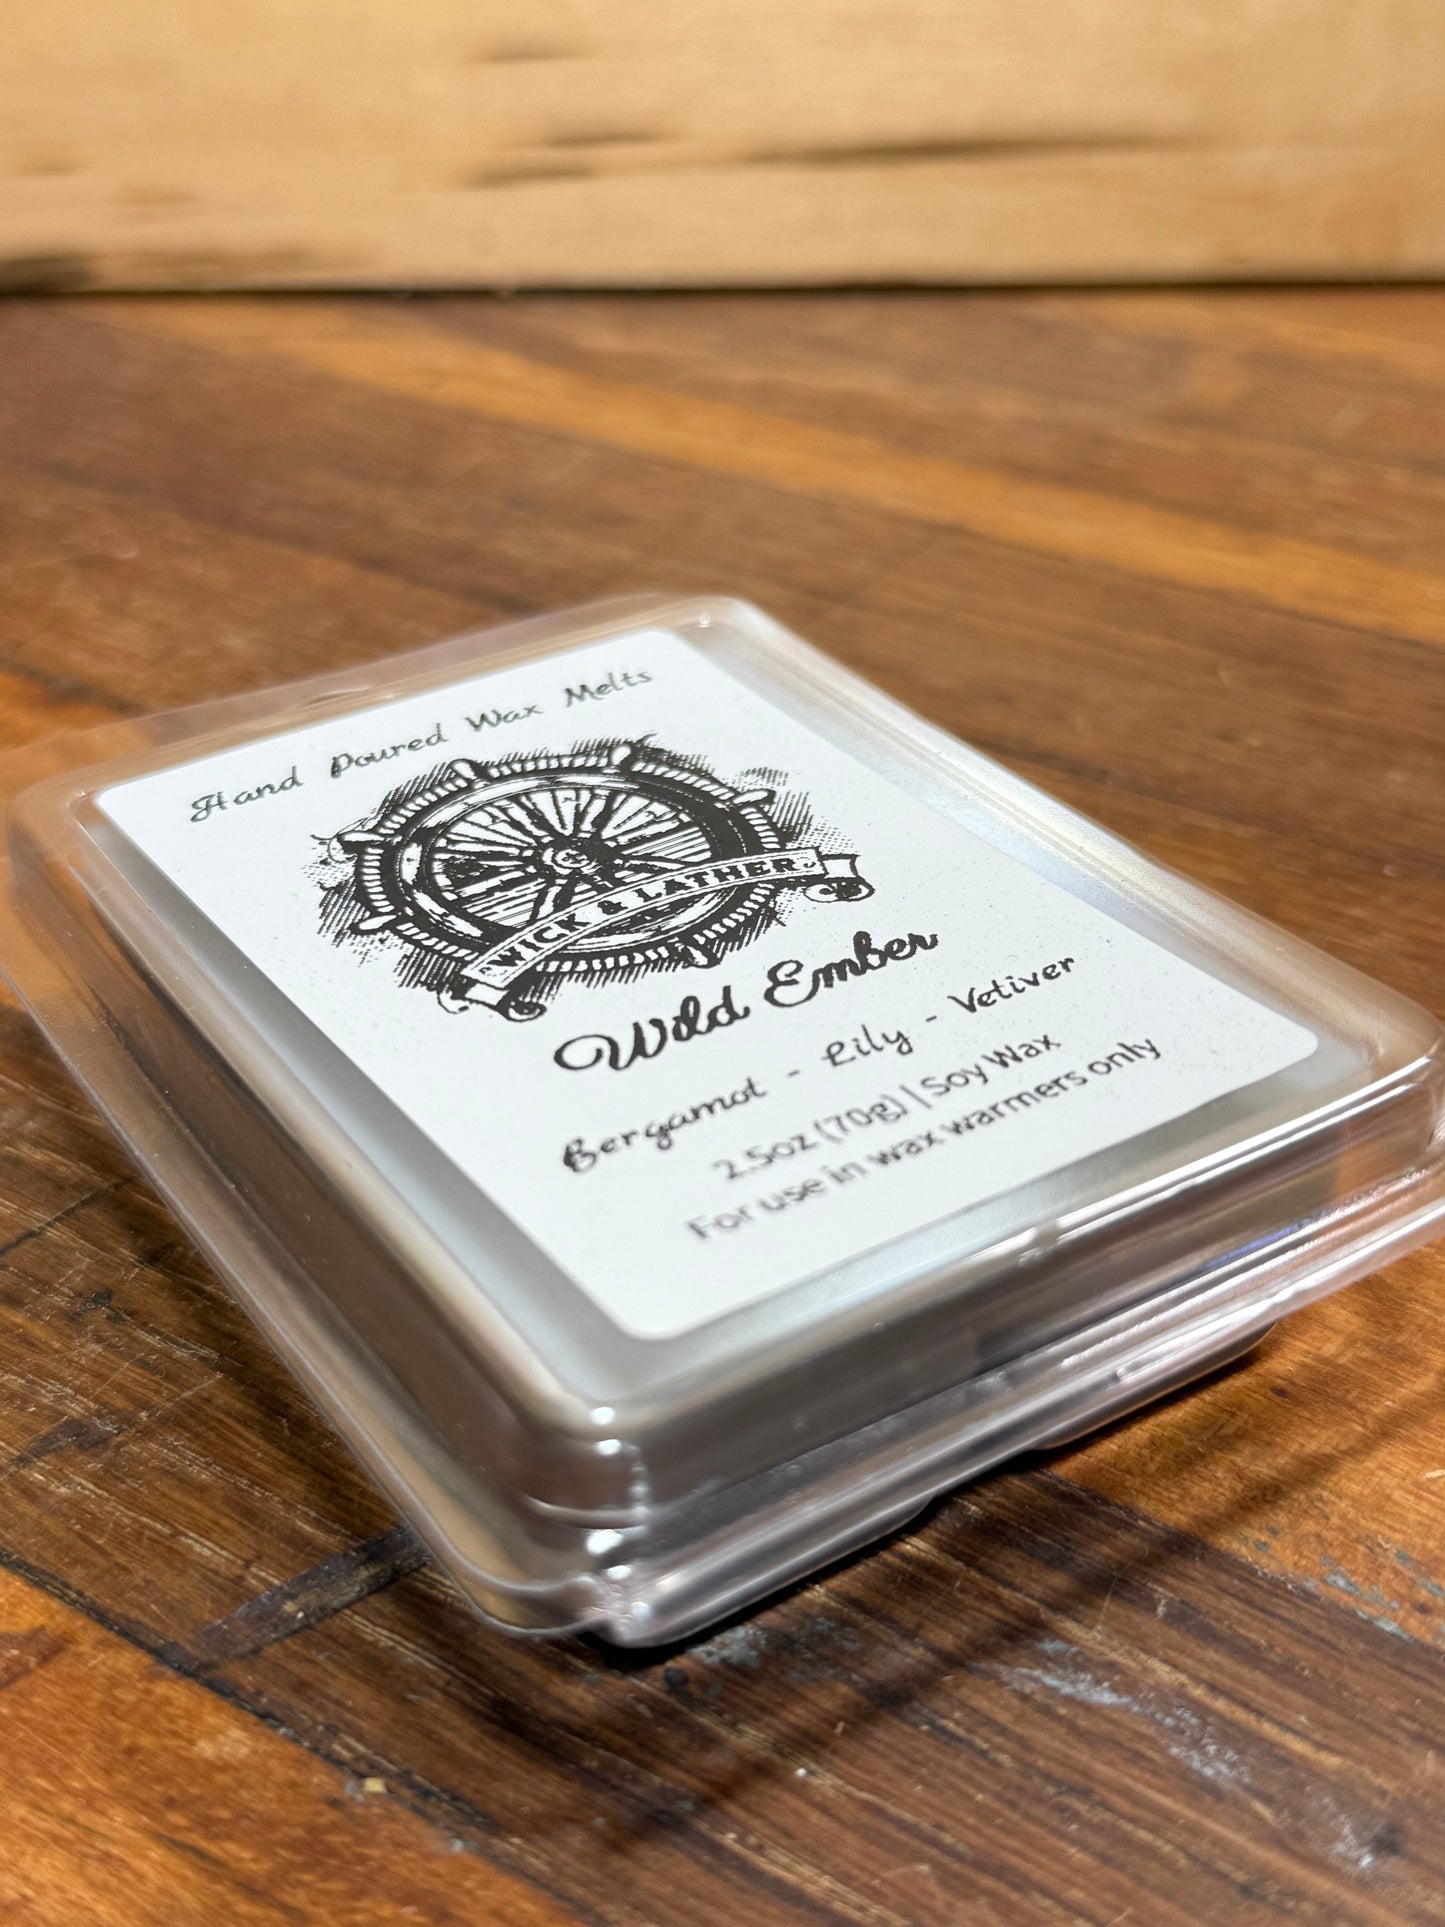 Hand Poured Wax Melts
WICK & LATHER
Wild Ember
Bergamot - Lily - Vetiver
2.5oz (70g) | Soy Wax
For use in wax warmers only